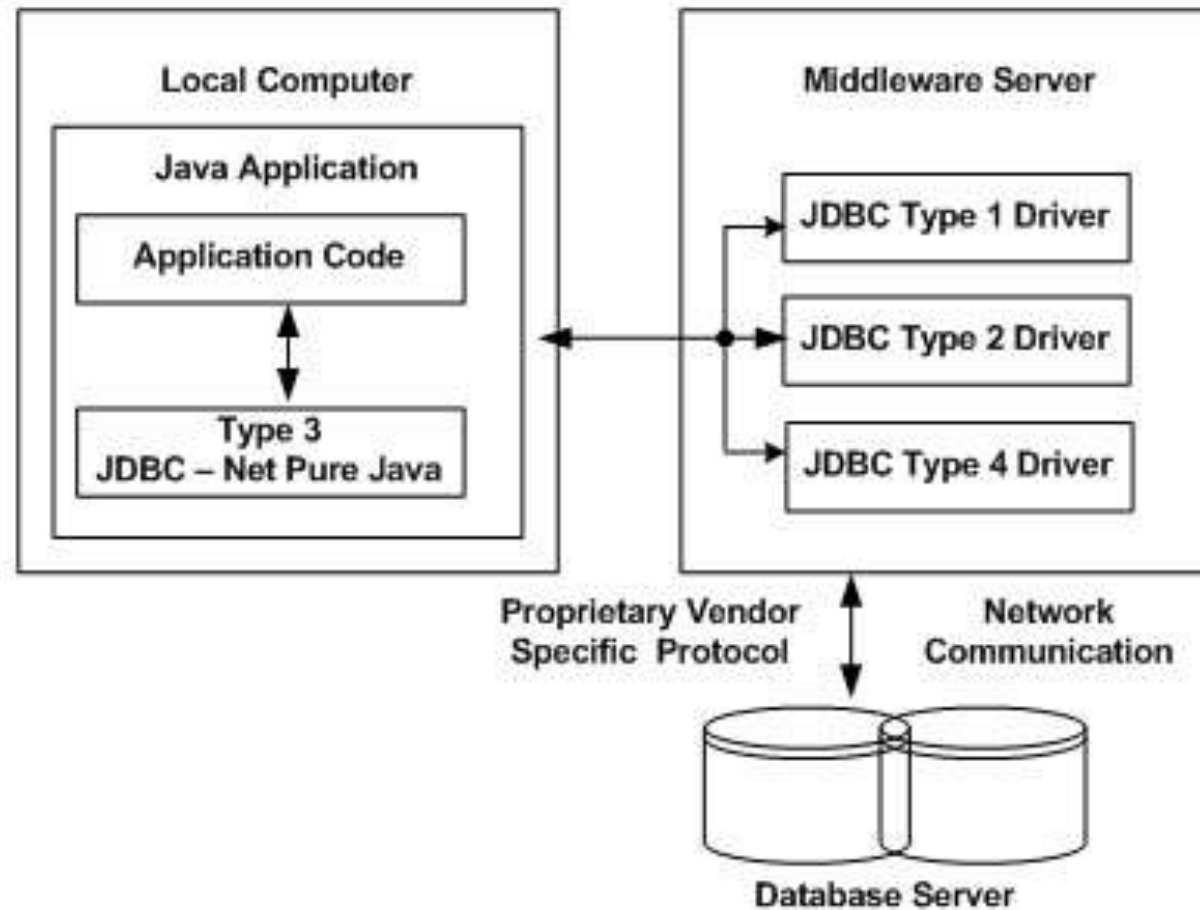 Local Computer
Java Application
Application Code
Type 3
JDBC – Net Pure Java
Middleware Server
JDBC Type 1 Driver
JDBC Type 2 Driver
JDBC Type 4 Driver
Proprietary Vendor
Specific Protocol
Network
Communication
Database Server